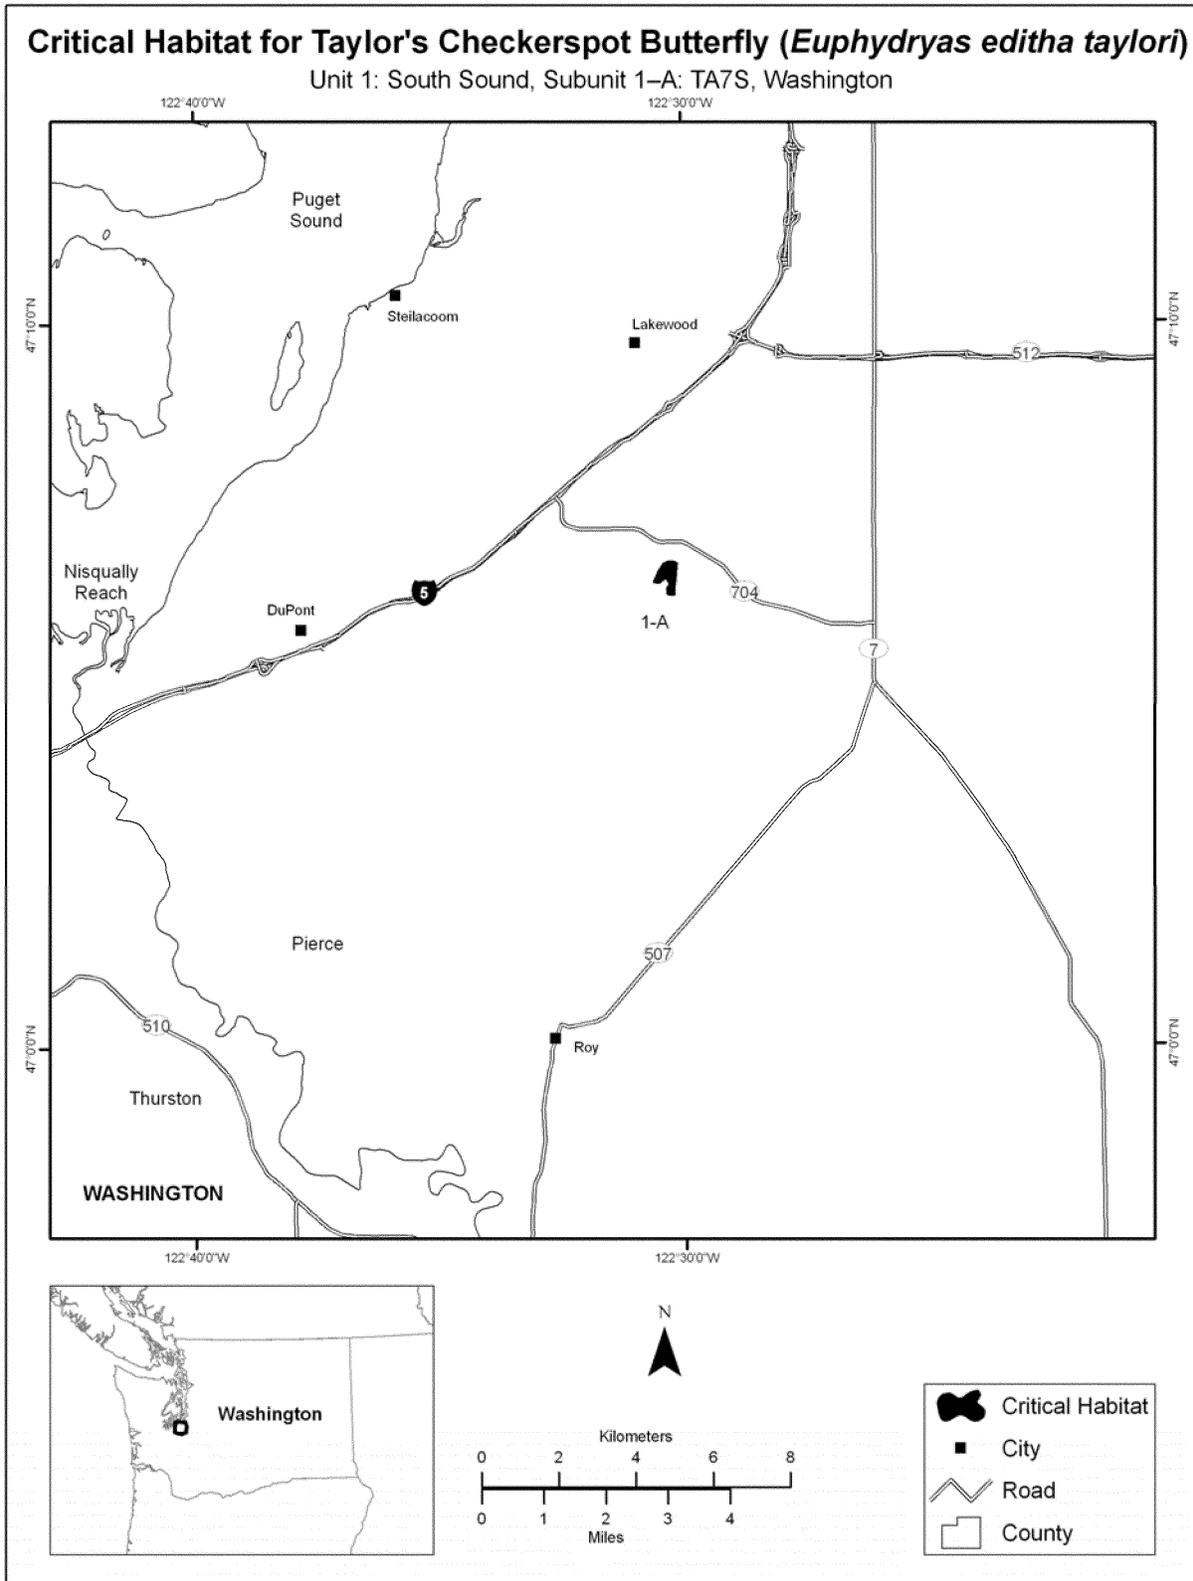 Critical Habitat for Taylor's Checkerspot Butterfly (Euphydryas editha taylori)
Unit 1: South Sound, Subunit 1–A: TA7S, Washington
122°40'0"W
122°30'0"W
Puget
Sound
47°10'0"N
47°10'0"N
Steilacoom
Lakewood
512
Nisqually
Reach
5
704
DuPont
1-A
7
Pierce
507
510
47°0'0"N
47°0'0"N
Roy
Thurston
WASHINGTON
122°40'0"W
122°30'0"W
Washington
N
Kilometers
0 2 4 6 8
0 1 2 3 4
Miles
Critical Habitat
City
Road
County